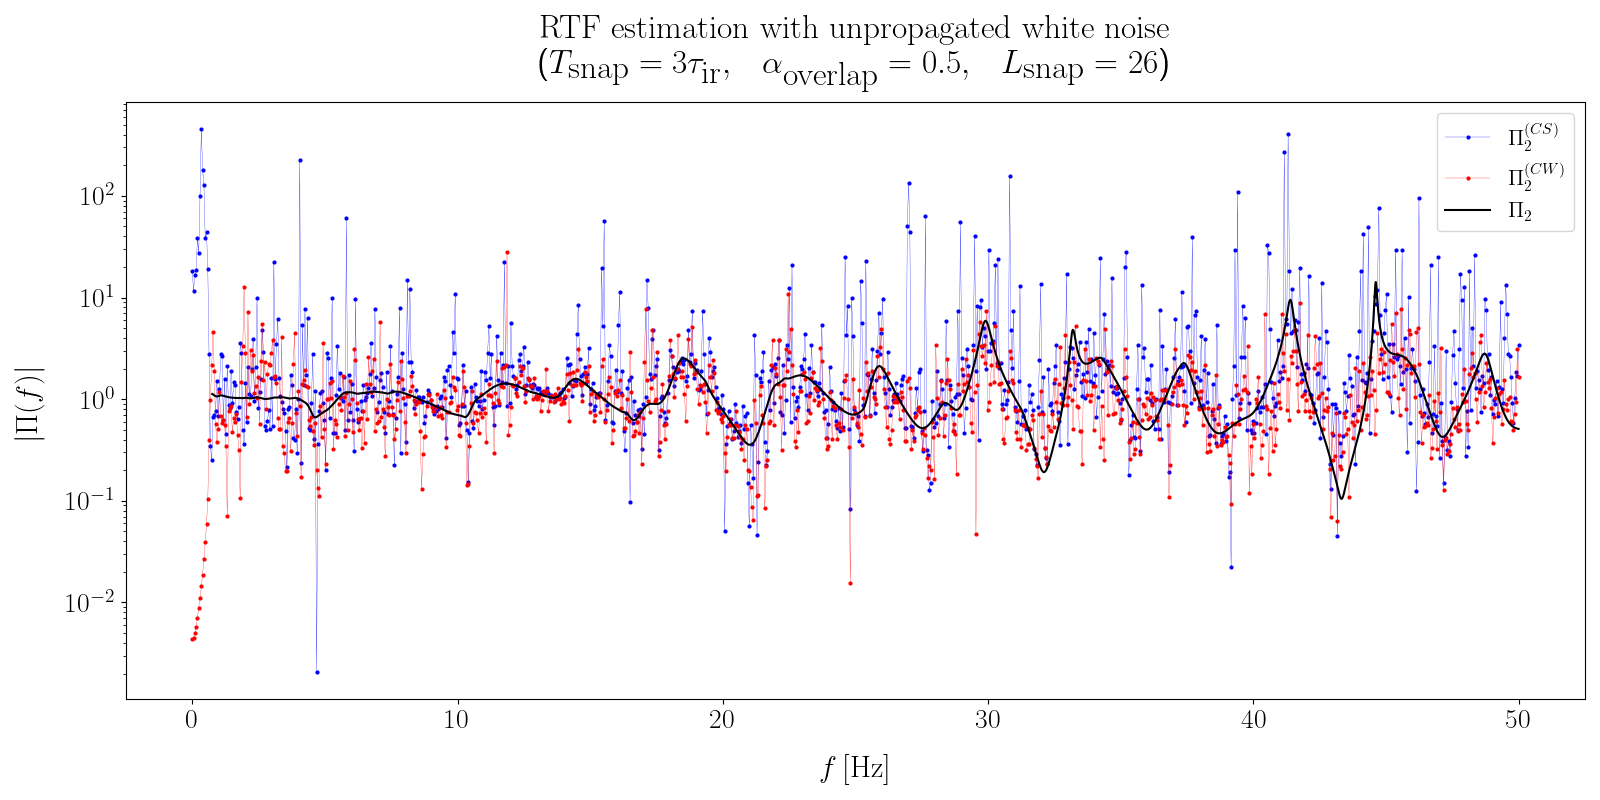 RTF estimation with unpropagated white noise
(T_snap = 3τ_ir, α_overlap = 0.5, L_snap = 26)
Π_2^(CS)
Π_2^(CW)
Π_2
|Π(f)|
10^2
10^1
10^0
10^−1
10^−2
0 10 20 30 40 50
f [Hz]